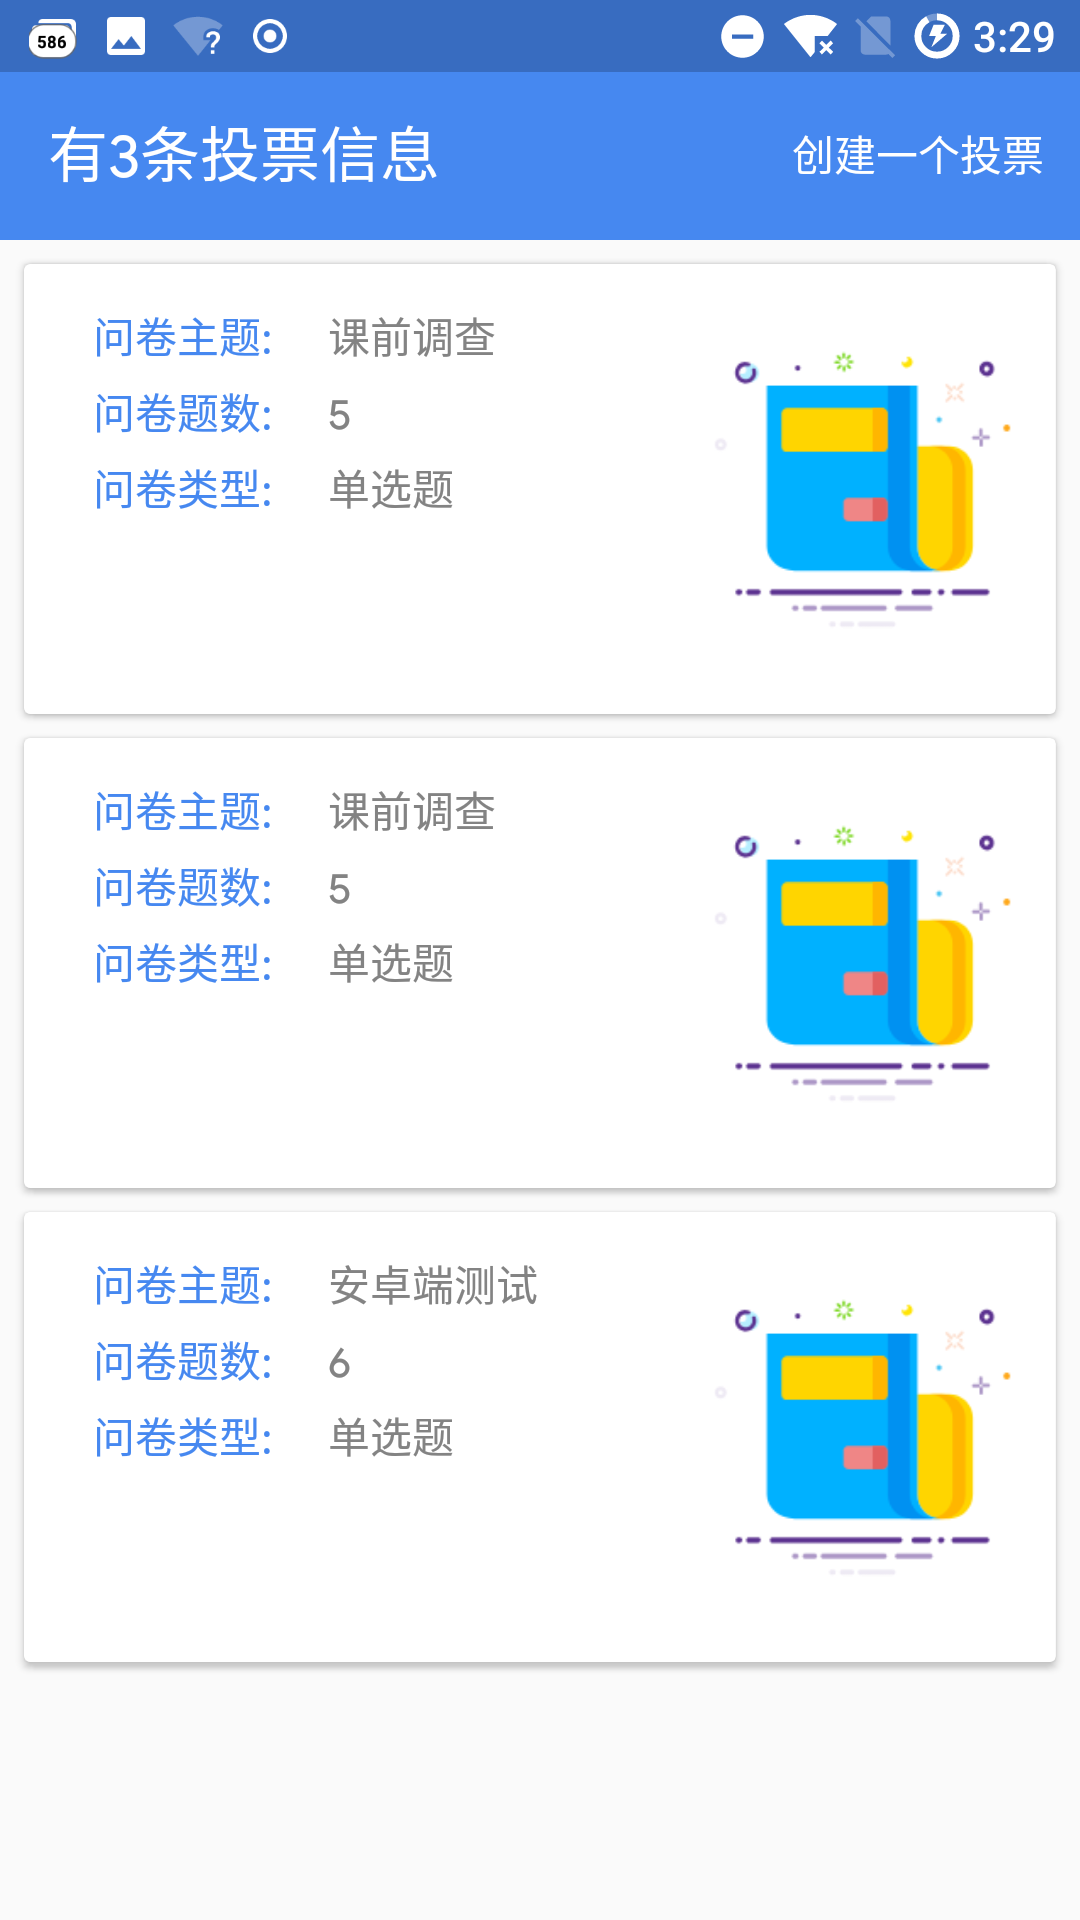 586
3:29
有3条投票信息
创建一个投票
问卷主题: 课前调查
问卷题数: 5
问卷类型: 单选题
问卷主题: 课前调查
问卷题数: 5
问卷类型: 单选题
问卷主题: 安卓端测试
问卷题数: 6
问卷类型: 单选题